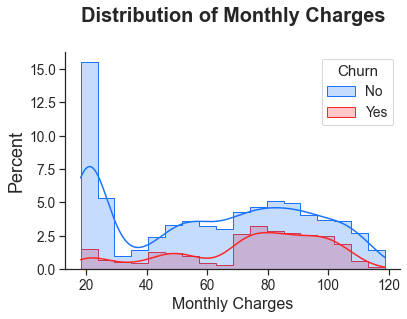 Distribution of Monthly Charges
Churn
No
Yes
15.0
12.5
10.0
7.5
5.0
2.5
0.0
Percent
20 40 60 80 100 120
Monthly Charges